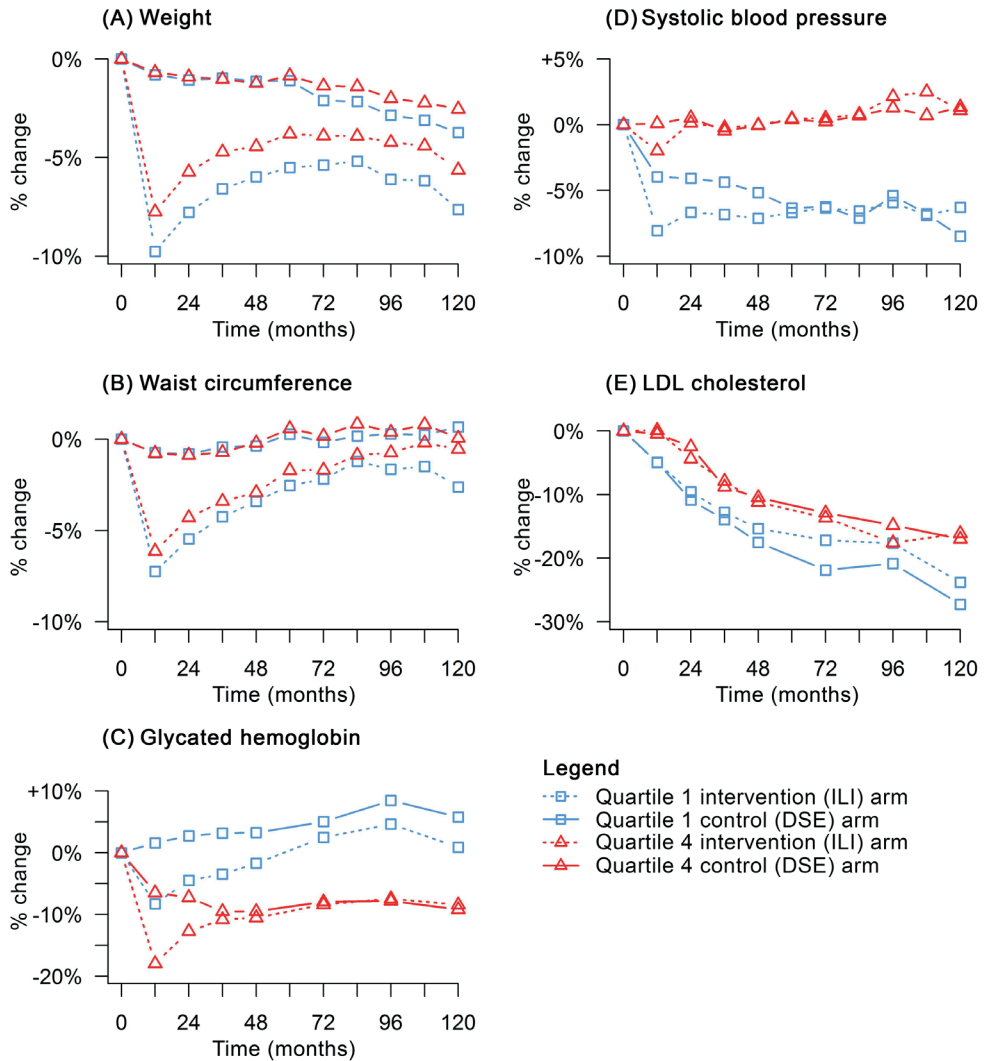 (A) Weight
0%
-5%
-10%
% change
0 24 48 72 96 120
Time (months)
(B) Waist circumference
0%
-5%
-10%
% change
0 24 48 72 96 120
Time (months)
(C) Glycated hemoglobin
+10%
0%
-10%
-20%
% change
0 24 48 72 96 120
Time (months)
(D) Systolic blood pressure
+5%
0%
-5%
-10%
% change
0 24 48 72 96 120
Time (months)
(E) LDL cholesterol
0%
-10%
-20%
-30%
% change
0 24 48 72 96 120
Time (months)
Legend
Quartile 1 intervention (ILI) arm
Quartile 1 control (DSE) arm
Quartile 4 intervention (ILI) arm
Quartile 4 control (DSE) arm